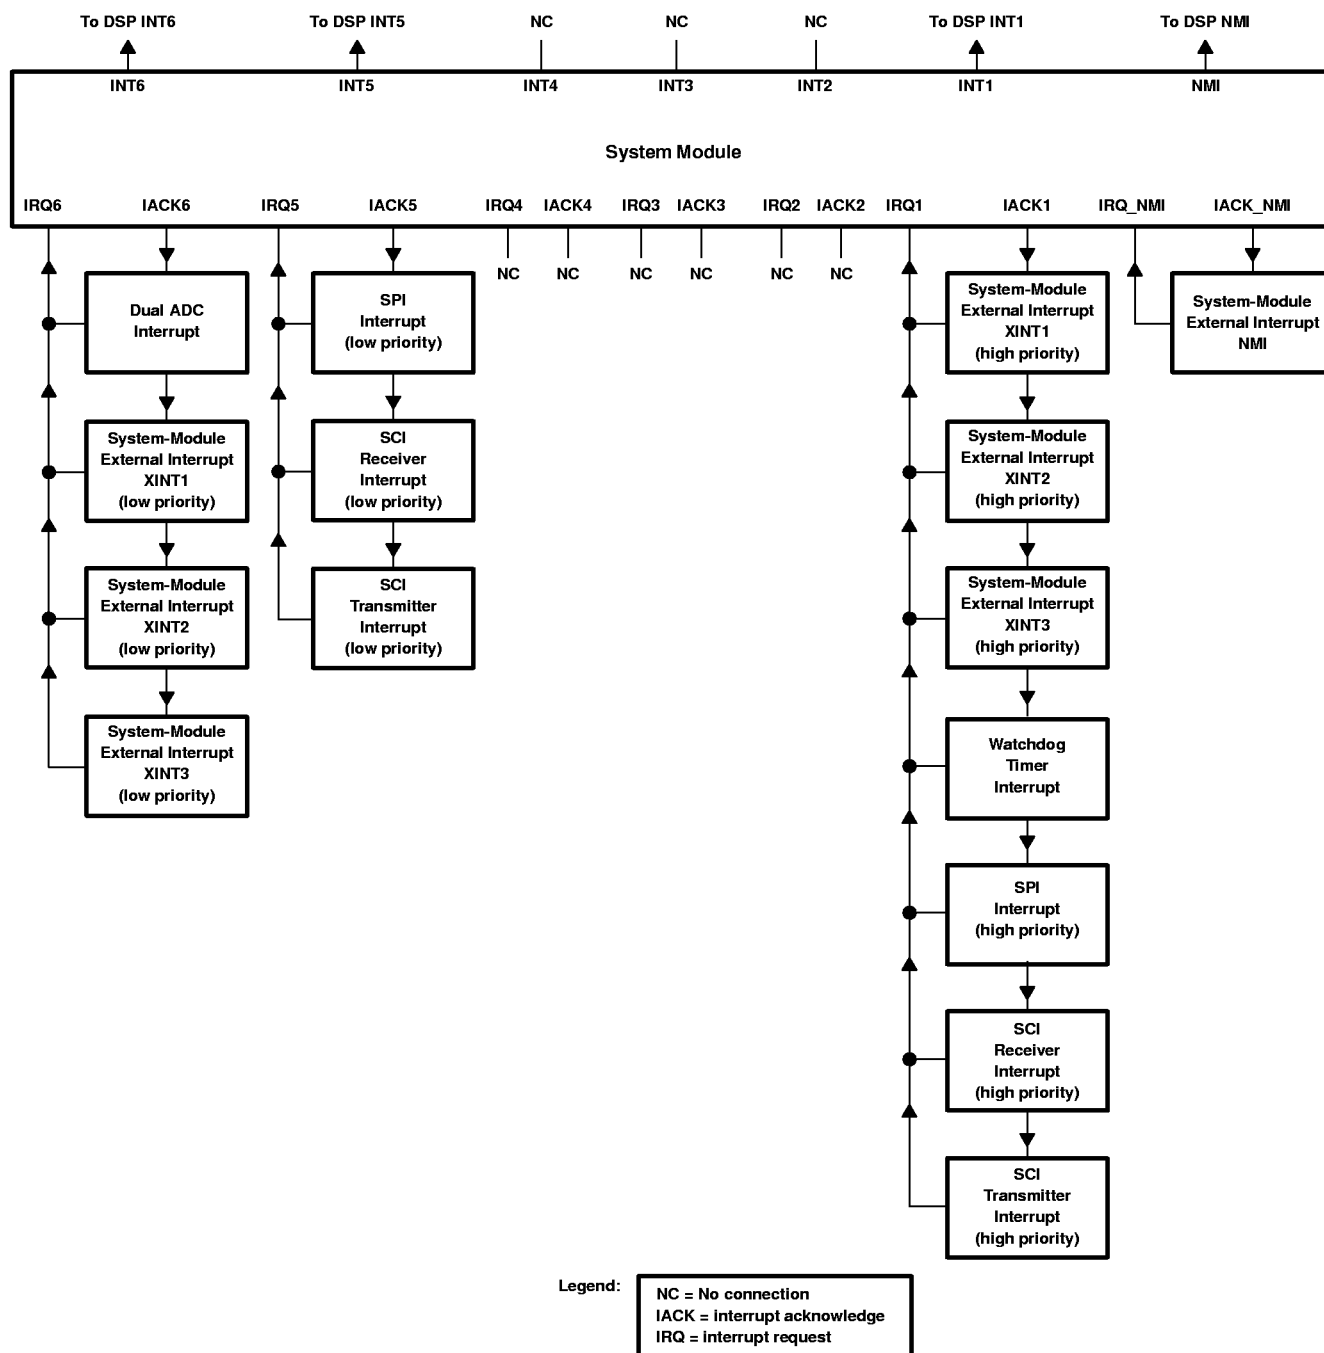 To DSP INT6 To DSP INT5 NC NC NC To DSP INT1 To DSP NMI
INT6 INT5 INT4 INT3 INT2 INT1 NMI
System Module
IRQ6 IACK6 IRQ5 IACK5 IRQ4 IACK4 IRQ3 IACK3 IRQ2 IACK2 IRQ1 IACK1 IRQ_NMI IACK_NMI
NC NC NC NC NC NC
Dual ADC
Interrupt
System-Module
External Interrupt
XINT1
(low priority)
System-Module
External Interrupt
XINT2
(low priority)
System-Module
External Interrupt
XINT3
(low priority)
SPI
Interrupt
(low priority)
SCI
Receiver
Interrupt
(low priority)
SCI
Transmitter
Interrupt
(low priority)
System-Module
External Interrupt
XINT1
(high priority)
System-Module
External Interrupt
XINT2
(high priority)
System-Module
External Interrupt
XINT3
(high priority)
Watchdog
Timer
Interrupt
SPI
Interrupt
(high priority)
SCI
Receiver
Interrupt
(high priority)
SCI
Transmitter
Interrupt
(high priority)
System-Module
External Interrupt
NMI
Legend:
NC = No connection
IACK = interrupt acknowledge
IRQ = interrupt request